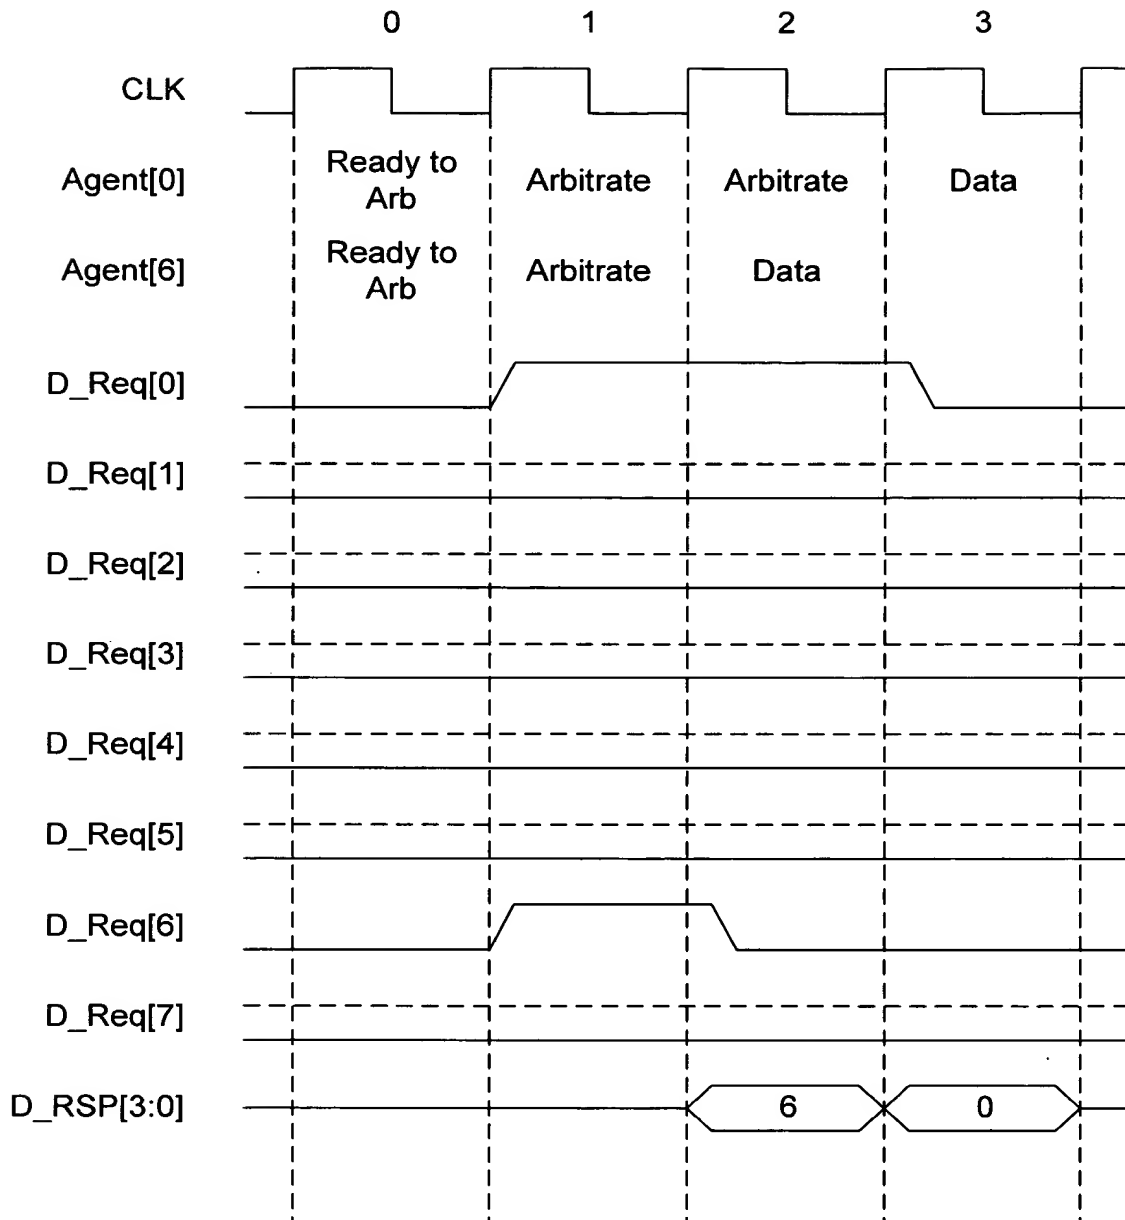 0 1 2 3
CLK
Ready to
Agent[0] Arbitrate Arbitrate Data
Arb
Ready to
Agent[6] Arbitrate Data
Arb
D_Req[0]
D_Req[1]
D_Req[2]
D_Req[3]
D_Req[4]
D_Req[5]
D_Req[6]
D_Req[7]
D_RSP[3:0] 6 0